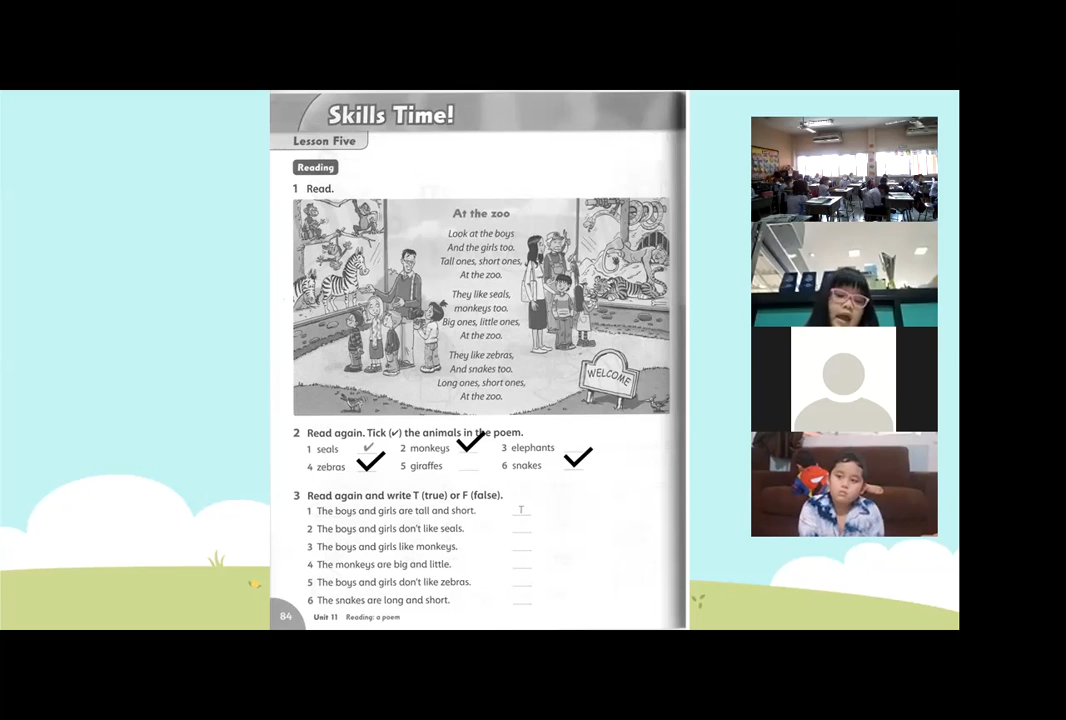 Skills Time!
Lesson Five
Reading
1 Read.
At the zoo
Look at the boys
And the girls too.
Tall ones, short ones,
At the zoo.
They like seals,
monkeys too.
Big ones, little ones,
At the zoo.
They like zebras,
And snakes too.
Long ones, short ones,
At the zoo.
WELCOME
2 Read again. Tick (✔) the animals in the poem.
1 seals ✔ 2 monkeys ✔ 3 elephants
4 zebras ✔ 5 giraffes 6 snakes ✔
3 Read again and write T (true) or F (false).
1 The boys and girls are tall and short. T
2 The boys and girls don't like seals.
3 The boys and girls like monkeys.
4 The monkeys are big and little.
5 The boys and girls don't like zebras.
6 The snakes are long and short.
84 Unit 11 Reading: a poem